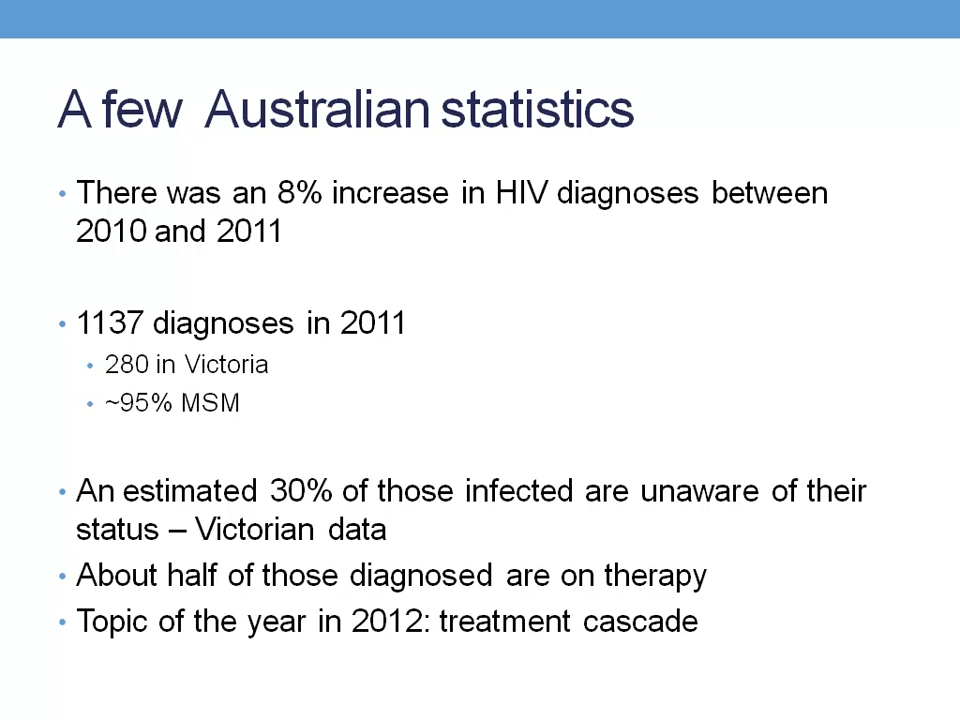 A few Australian statistics
• There was an 8% increase in HIV diagnoses between
2010 and 2011
• 1137 diagnoses in 2011
• 280 in Victoria
• ~95% MSM
• An estimated 30% of those infected are unaware of their
status – Victorian data
• About half of those diagnosed are on therapy
• Topic of the year in 2012: treatment cascade